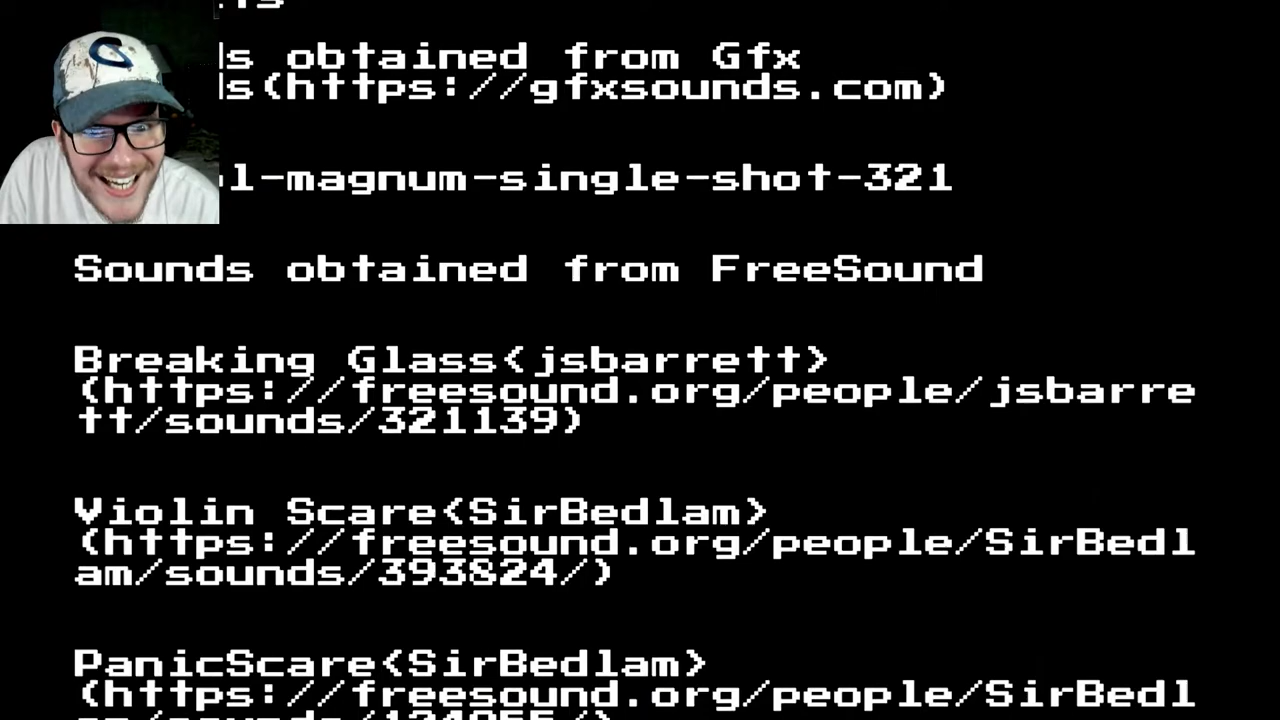 ds obtained from Gfx
ds(https://gfxsounds.com)
l-magnum-single-shot-321
Sounds obtained from FreeSound
Breaking Glass<jsbarrett>
(https://freesound.org/people/jsbarre
tt/sounds/321139)
Violin Scare<SirBedlam>
(https://freesound.org/people/SirBedl
am/sounds/393824/)
PanicScare<SirBedlam>
(https://freesound.org/people/SirBedl